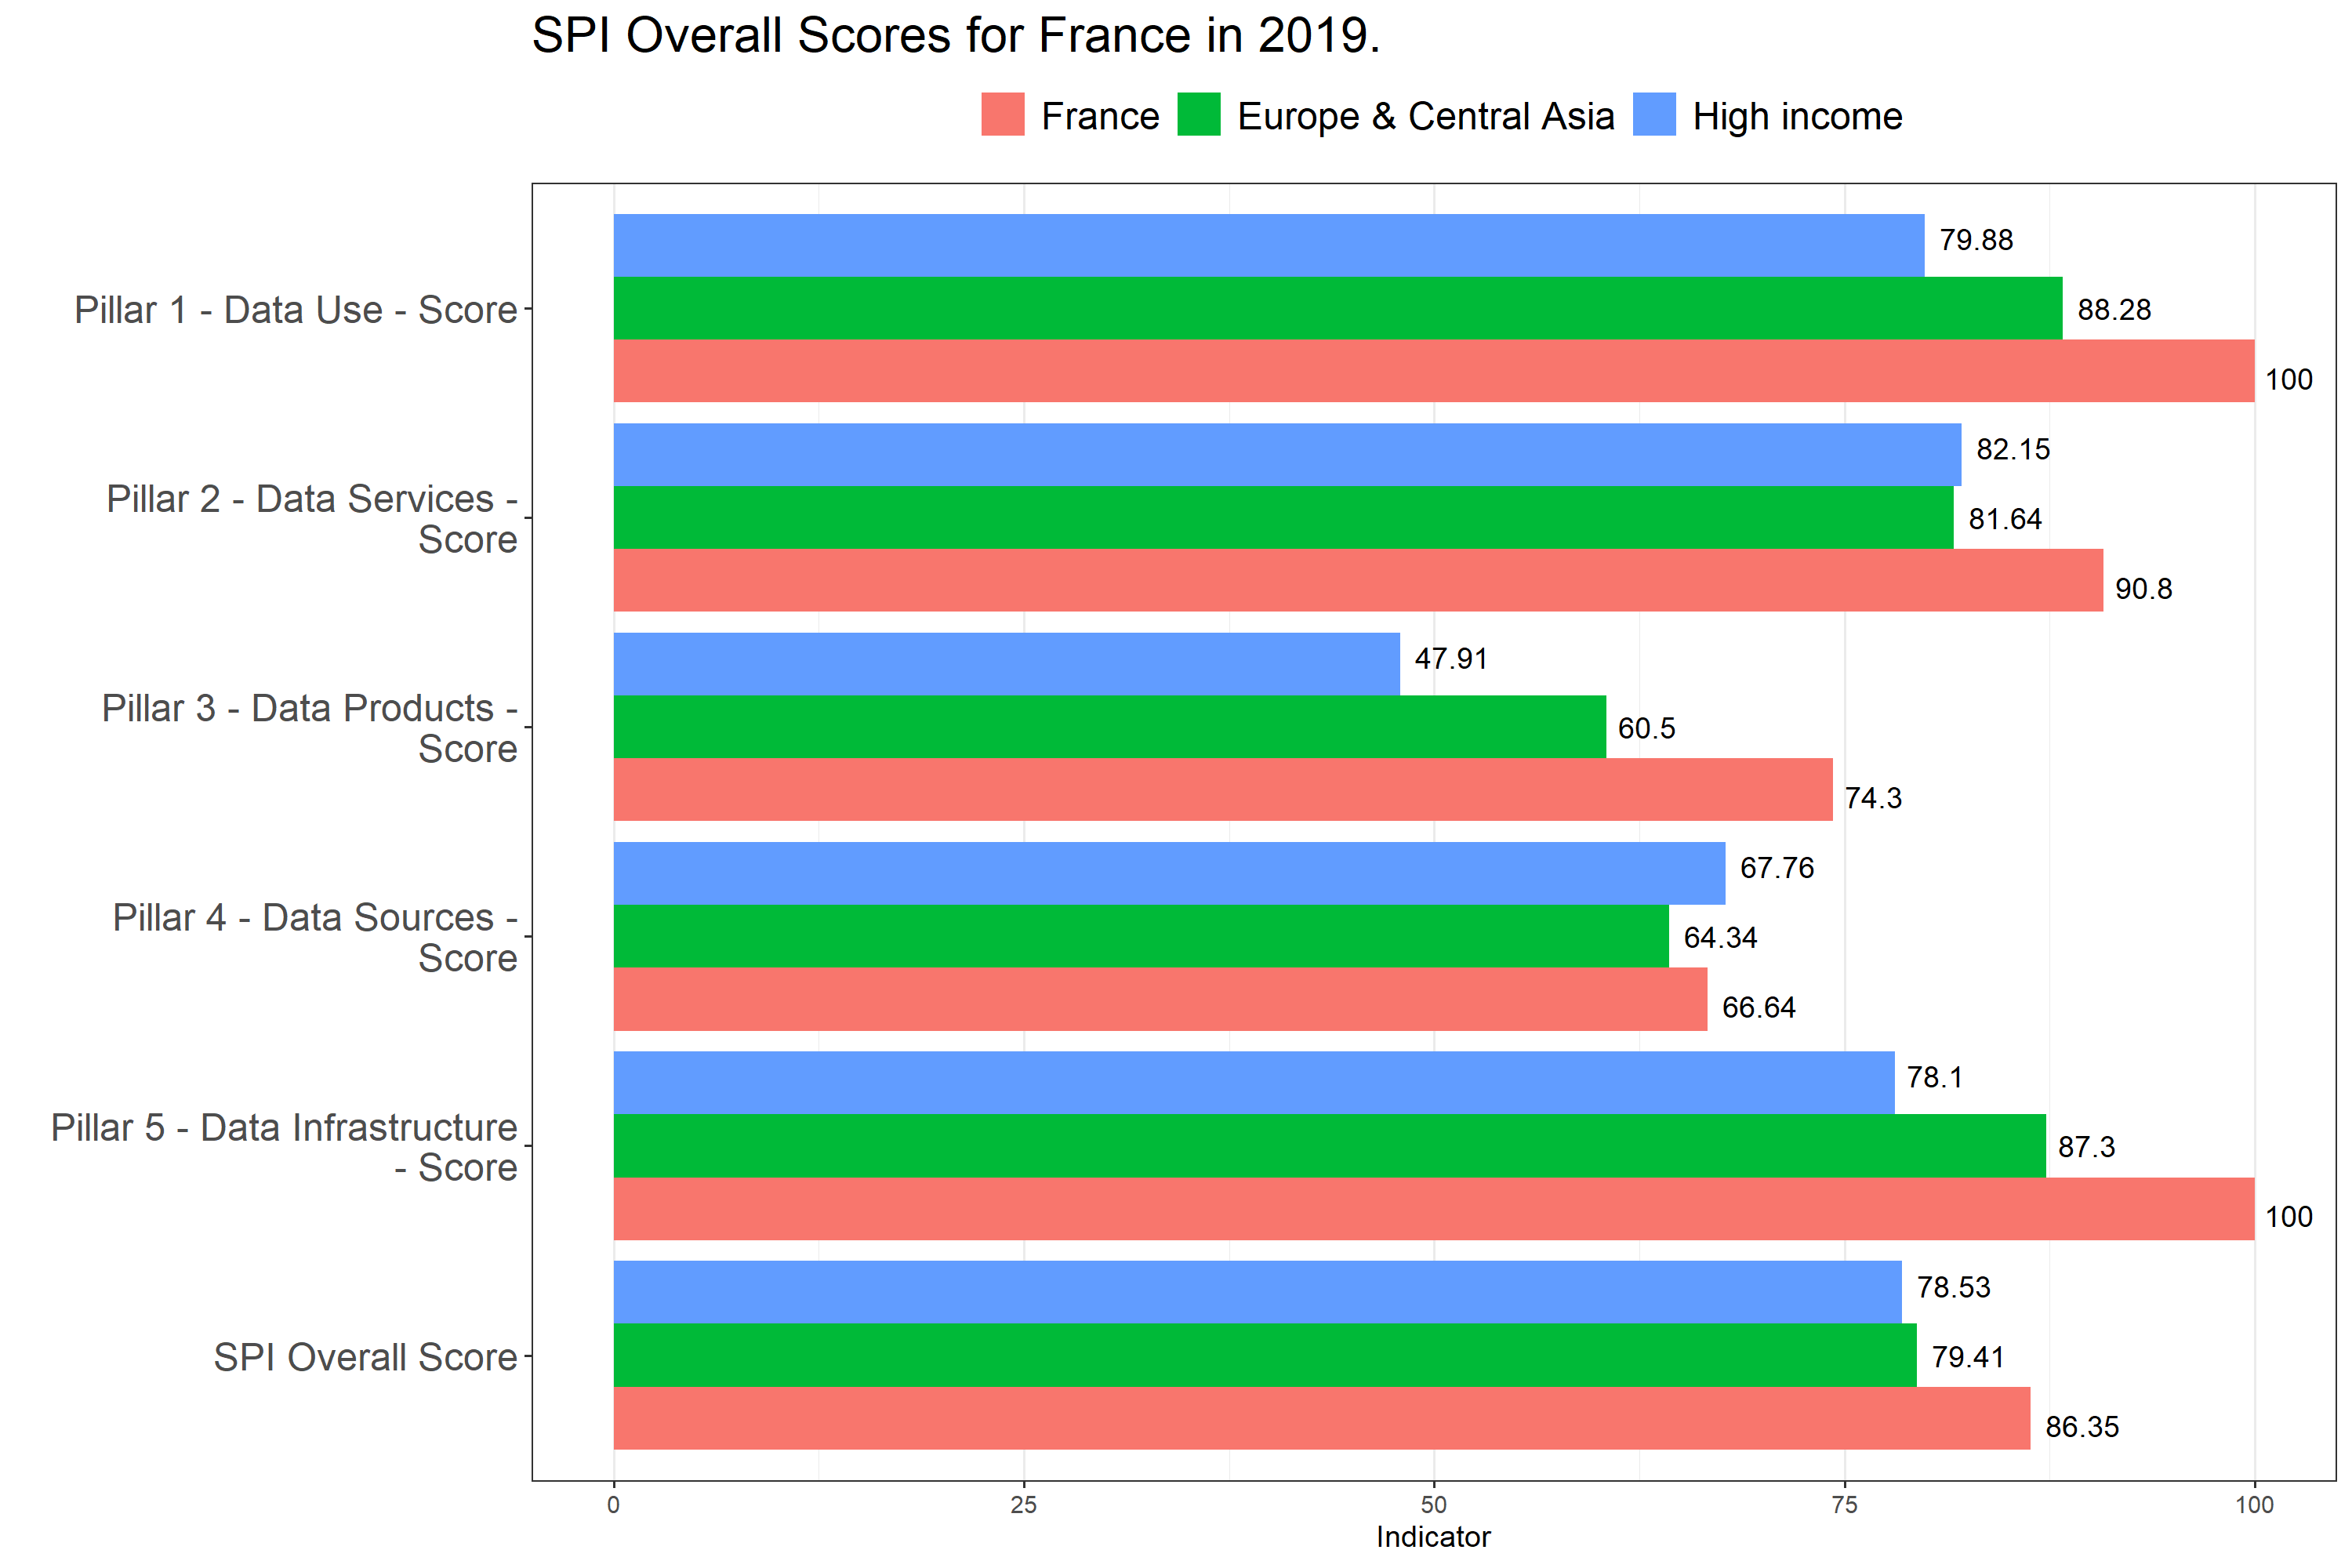 SPI Overall Scores for France in 2019.
France Europe & Central Asia High income
Pillar 1 - Data Use - Score
79.88
88.28
100
Pillar 2 - Data Services -
Score
82.15
81.64
90.8
Pillar 3 - Data Products -
Score
47.91
60.5
74.3
Pillar 4 - Data Sources -
Score
67.76
64.34
66.64
Pillar 5 - Data Infrastructure
- Score
78.1
87.3
100
SPI Overall Score
78.53
79.41
86.35
0 25 50 75 100
Indicator